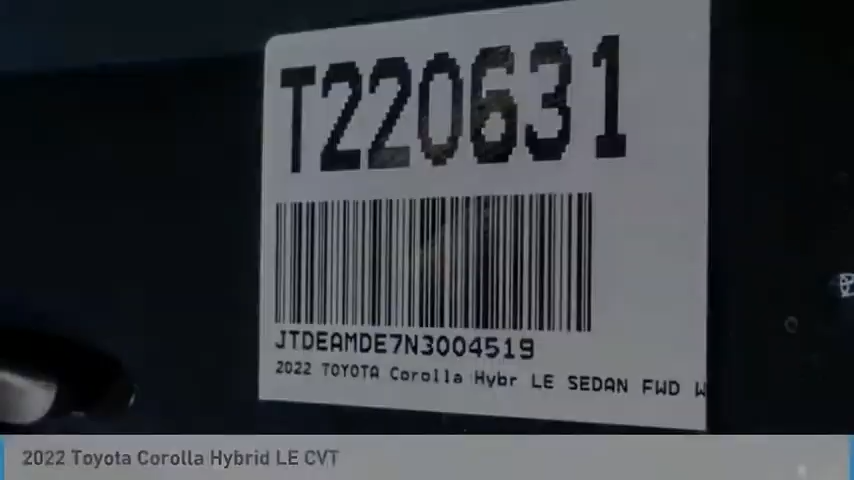 T220631
JTDEAMDE7N3004519
2022 TOYOTA Corolla Hybr LE SEDAN FWD W
2022 Toyota Corolla Hybrid LE CVT